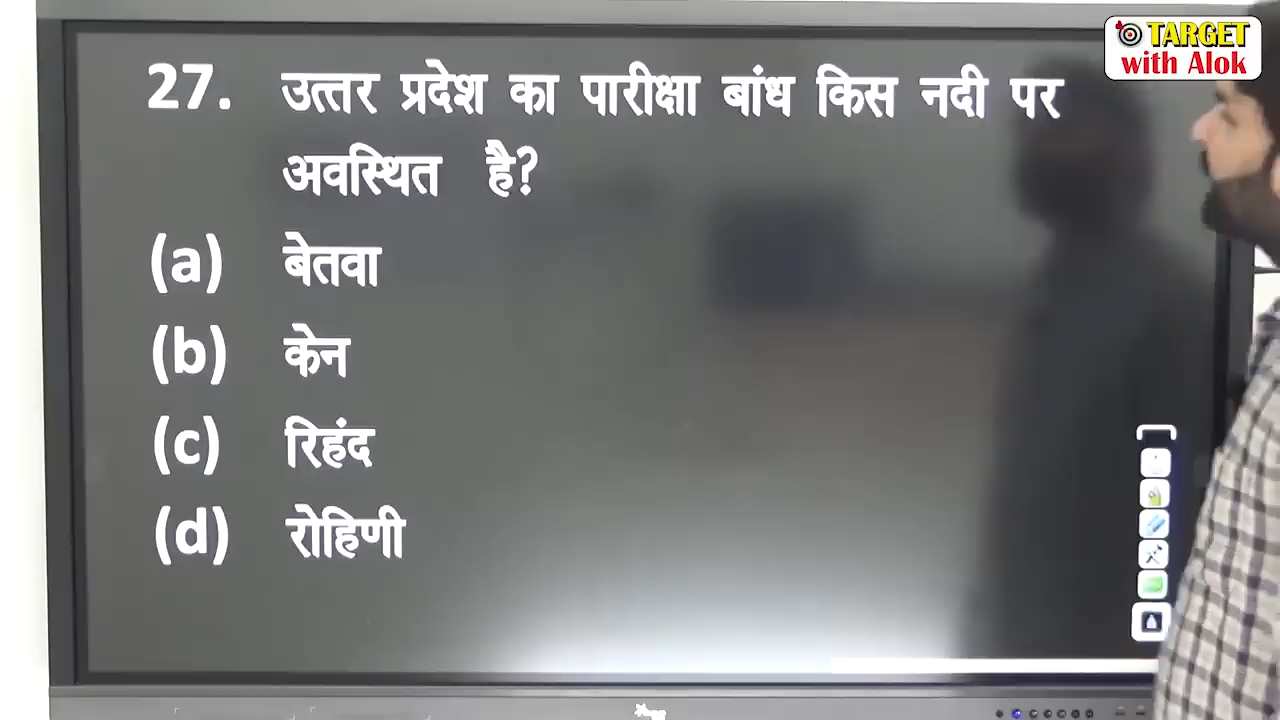 TARGET
with Alok
27. उत्तर प्रदेश का पारीक्षा बांध किस नदी पर
अवस्थित है?
(a) बेतवा
(b) केन
(c) रिहंद
(d) रोहिणी